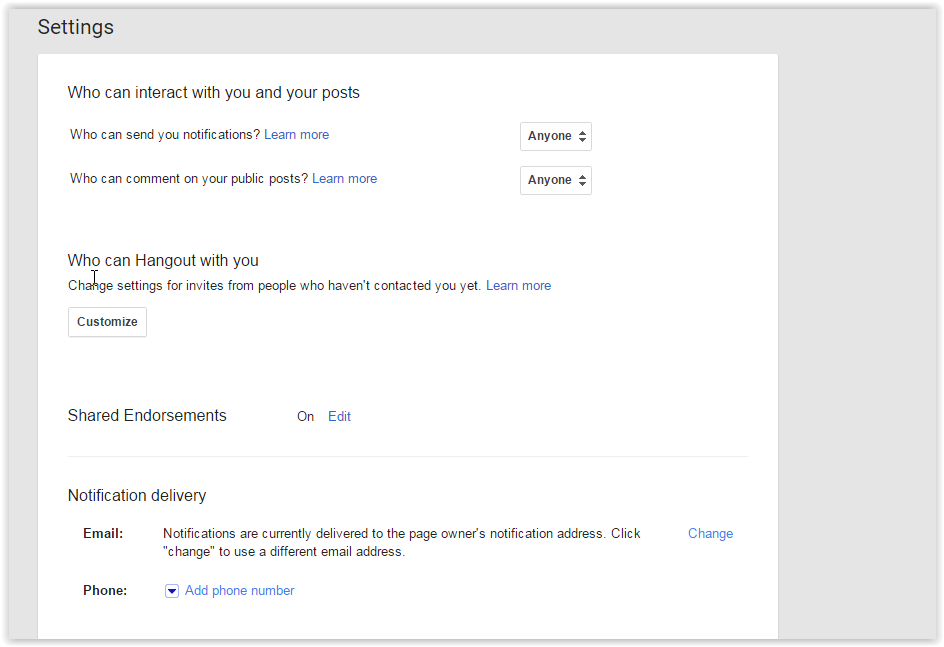 Settings
Who can interact with you and your posts
Who can send you notifications? Learn more
Anyone
Who can comment on your public posts? Learn more
Anyone
Who can Hangout with you
Change settings for invites from people who haven't contacted you yet. Learn more
Customize
Shared Endorsements On Edit
Notification delivery
Email: Notifications are currently delivered to the page owner's notification address. Click Change
"change" to use a different email address.
Phone: Add phone number